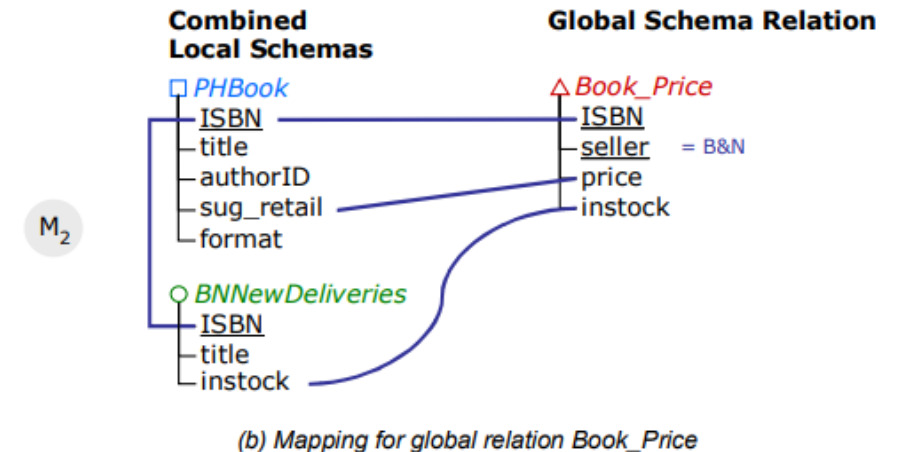 Combined
Local Schemas
Global Schema Relation
PHBook
ISBN
title
authorID
sug_retail
format
Book_Price
ISBN
seller = B&N
price
instock
M2
BNNewDeliveries
ISBN
title
instock
(b) Mapping for global relation Book_Price